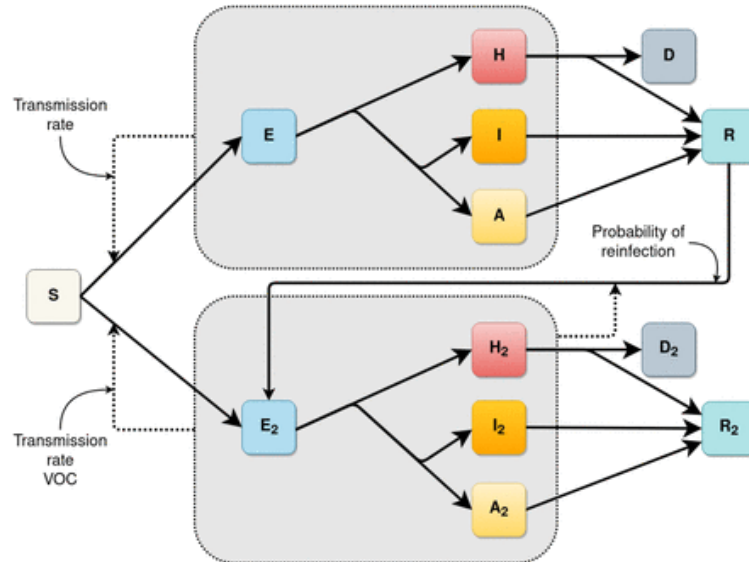 H
D
Transmission
rate
E
I
R
A
Probability of
reinfection
S
H₂
D₂
E₂
I₂
R₂
Transmission
rate
VOC
A₂